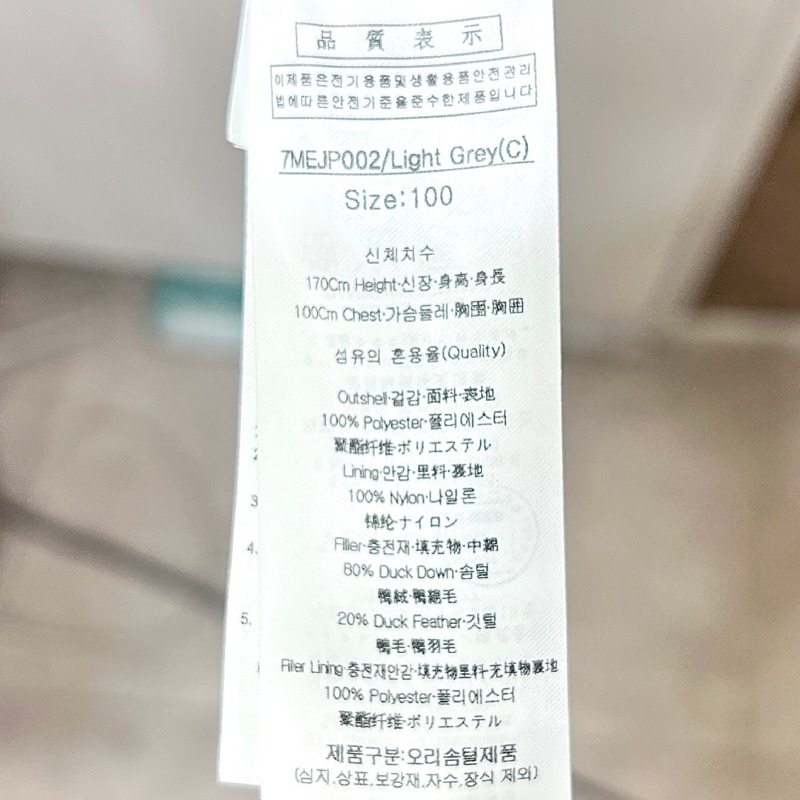 品質表示
이제품은전기용품및생활용품안전관리
법에따른안전기준을준수한제품입니다
7MEJP002/Light Grey(C)
Size:100
신체치수
170Cm Height·신장·身高·身長
100Cm Chest·가슴둘레·胸围·胸囲
섬유의 혼용율(Quality)
Outshell·겉감·面料·表地
100% Polyester·폴리에스터
聚酯纤维·ポリエステル
Lining·안감·里料·裏地
100% Nylon·나일론
锦纶·ナイロン
Filler·충전재·填充物·中綿
80% Duck Down·솜털
鴨絨·鴨綿毛
20% Duck Feather·깃털
鴨毛·鴨羽毛
Filler Lining·충전재안감·填充物里料·充填物裏地
100% Polyester·폴리에스터
聚酯纤维·ポリエステル
제품구분:오리솜털제품
(심지,상표,보강재,자수,장식 제외)
2.
3.
4.
5.